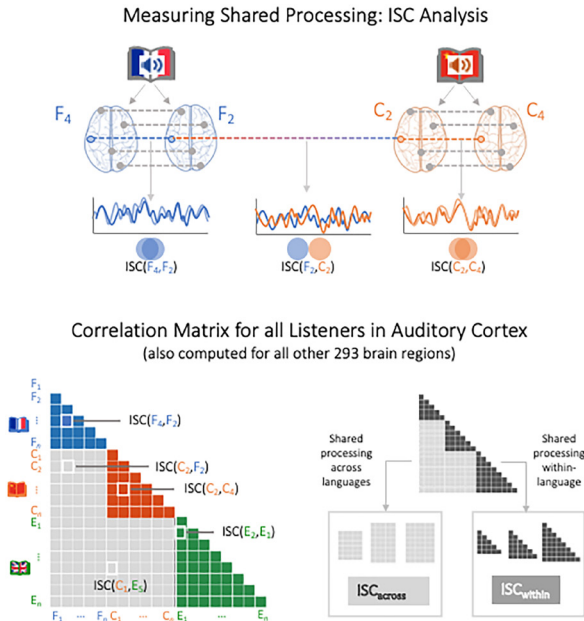 Measuring Shared Processing: ISC Analysis
F4 F2 C2 C4
ISC(F4,F2) ISC(F2,C2) ISC(C2,C4)
Correlation Matrix for all Listeners in Auditory Cortex
(also computed for all other 293 brain regions)
F1
F2
⋮
Fn
C1
C2
⋮
Cn
E1
⋮
En
ISC(F4,F2)
ISC(C2,F2)
ISC(C2,C4)
ISC(E2,E1)
ISC(C1,E5)
F1 ... Fn C1 ... Cn E1 ... En
Shared
processing
across
languages
Shared
processing
within-
language
ISCacross
ISCwithin